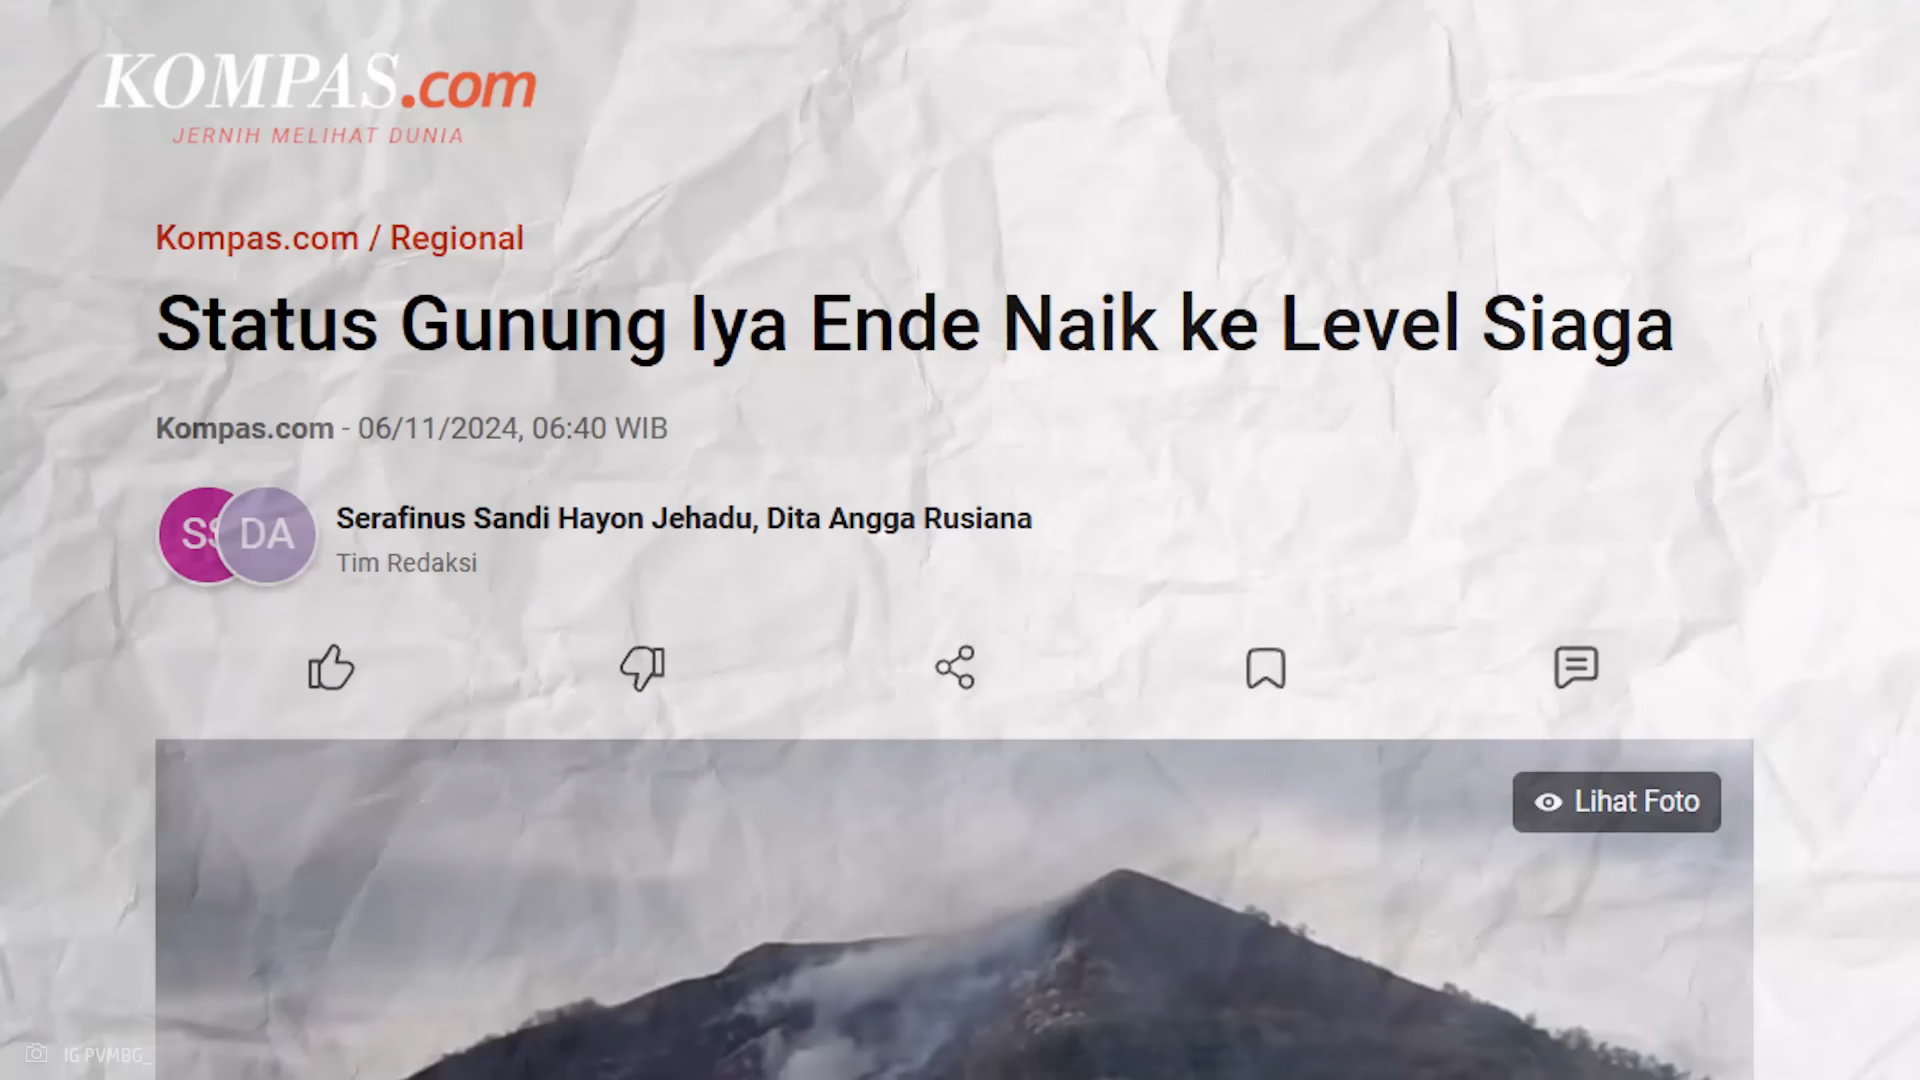 KOMPAS.com
JERNIH MELIHAT DUNIA
Kompas.com / Regional
Status Gunung Iya Ende Naik ke Level Siaga
Kompas.com - 06/11/2024, 06:40 WIB
SS DA
Serafinus Sandi Hayon Jehadu, Dita Angga Rusiana
Tim Redaksi
Lihat Foto
IG PVMBG_